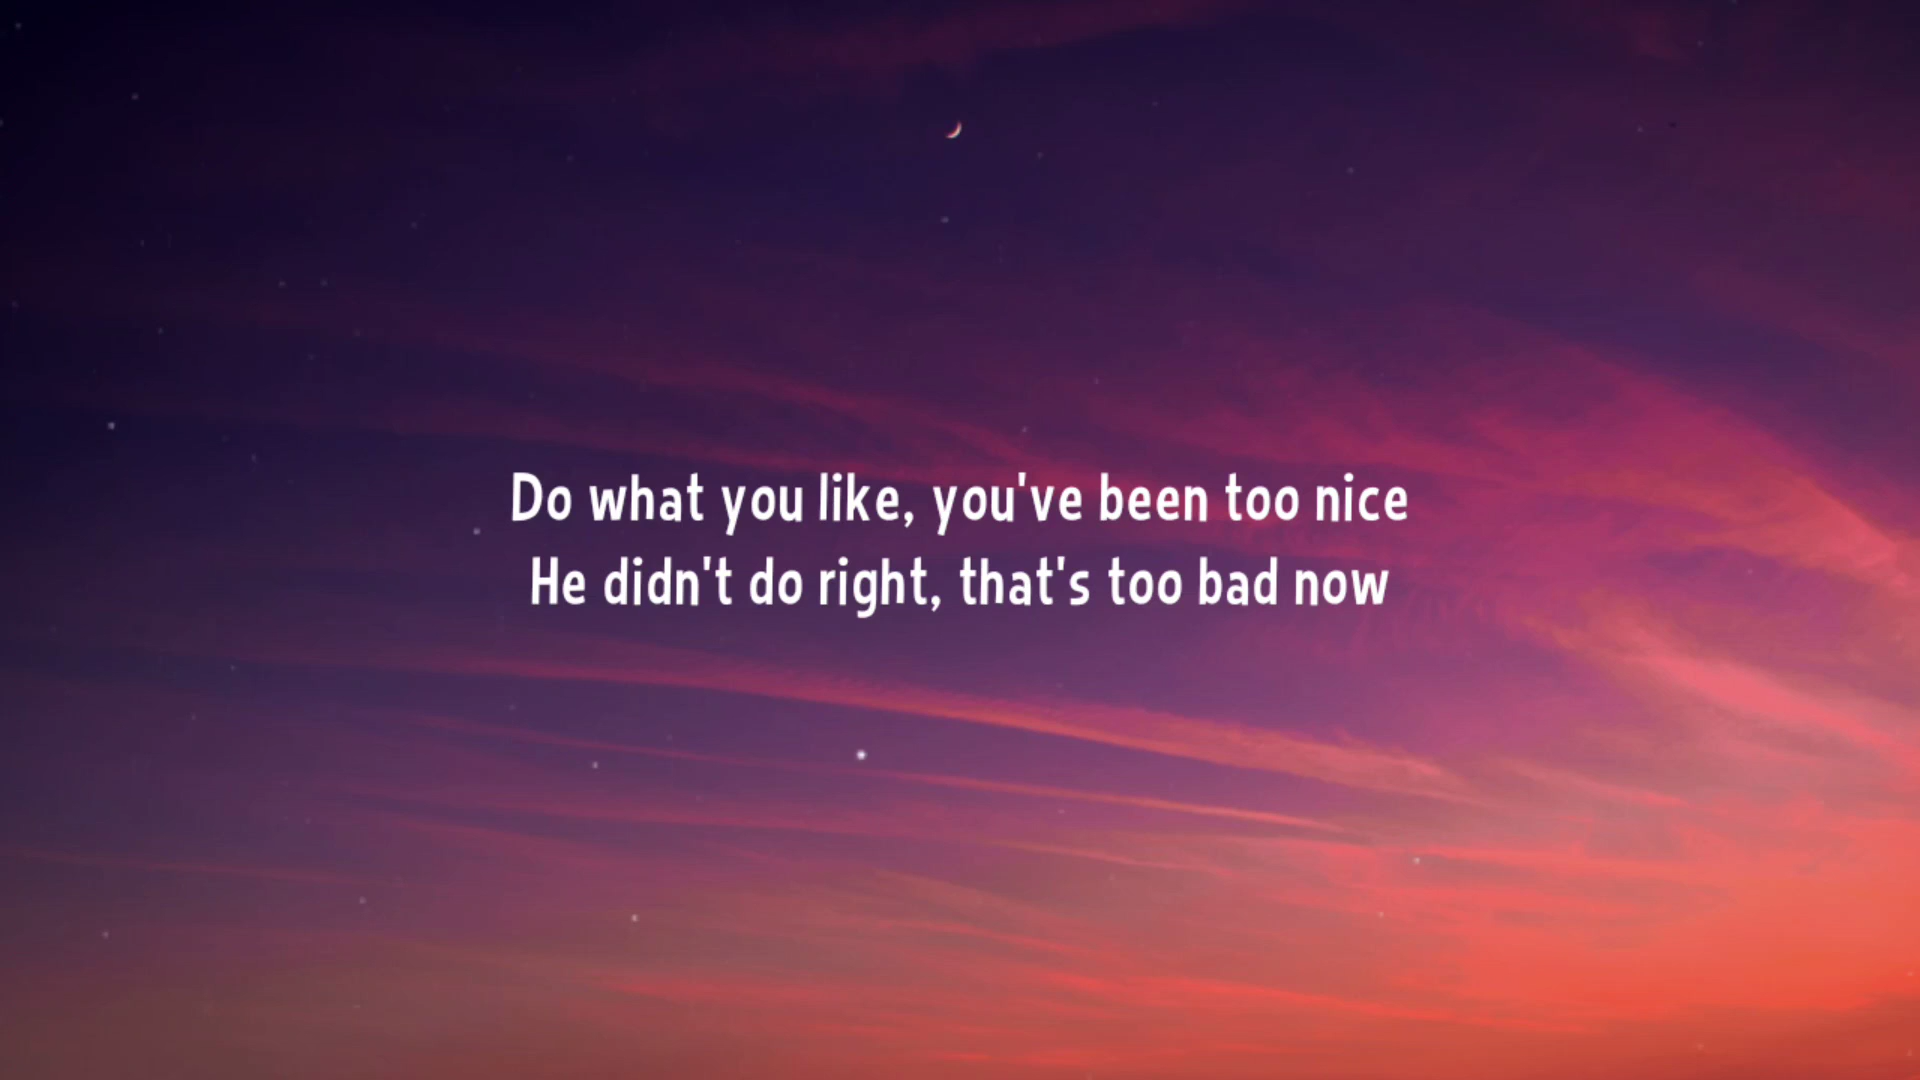 Do what you like, you've been too nice
He didn't do right, that's too bad now